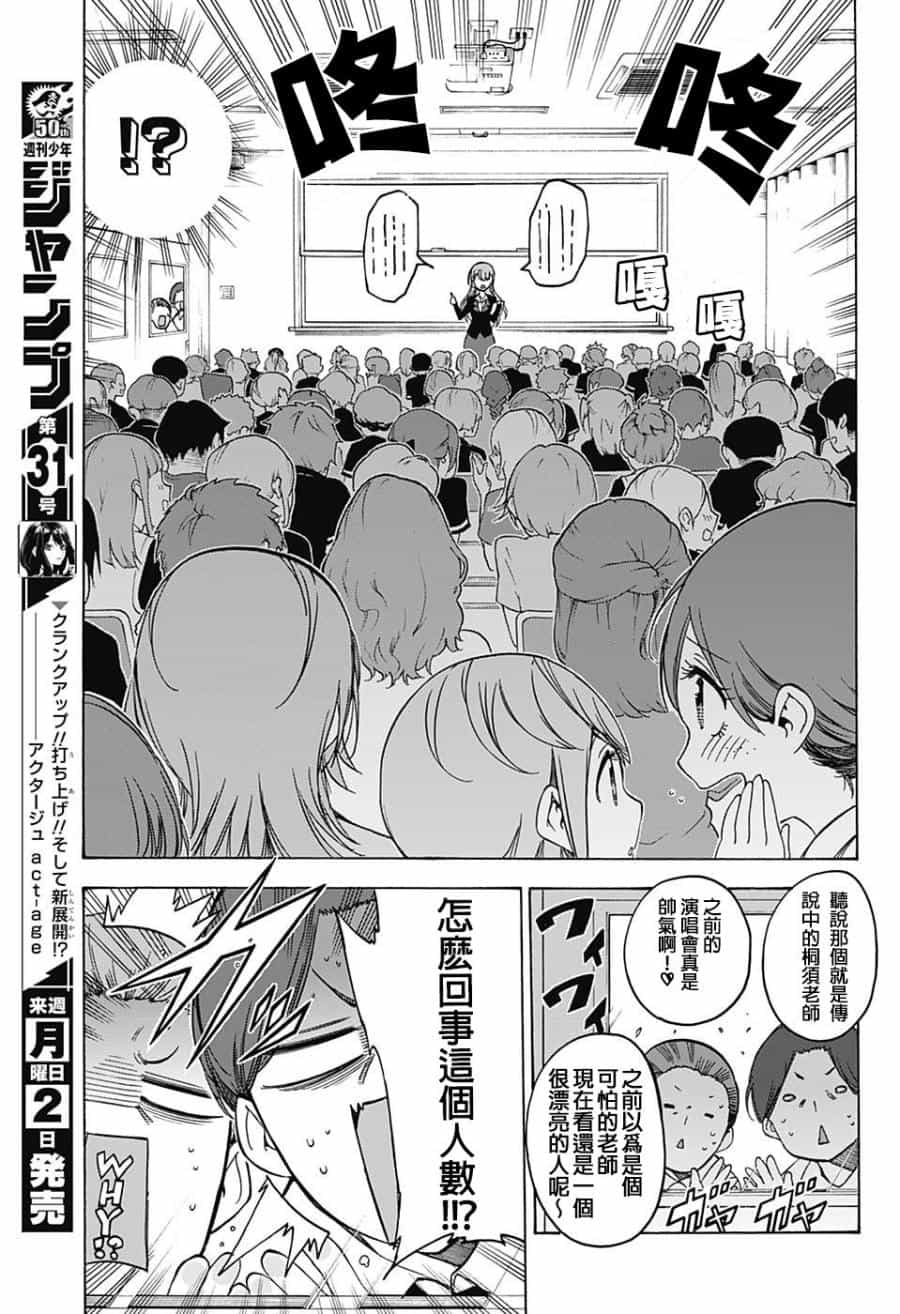 咚
咚
!?
嘎
嘎
聽說那個就是傳
說中的桐須老師
之前的
演唱會真是
帥氣啊！♡
ワイ
ワイ
之前以爲是個
可怕的老師
現在看還是一個
很漂亮的人呢～
ガヤ
ガヤ
怎麽回事這個人數!!?
WHY!?
50th
週刊少年
ジャンプ
第
31
号
▼クランクアップ!!打ち上げ!!そして新展開!?
アクタージュ act-age
来週
月
曜日
2
日
発売